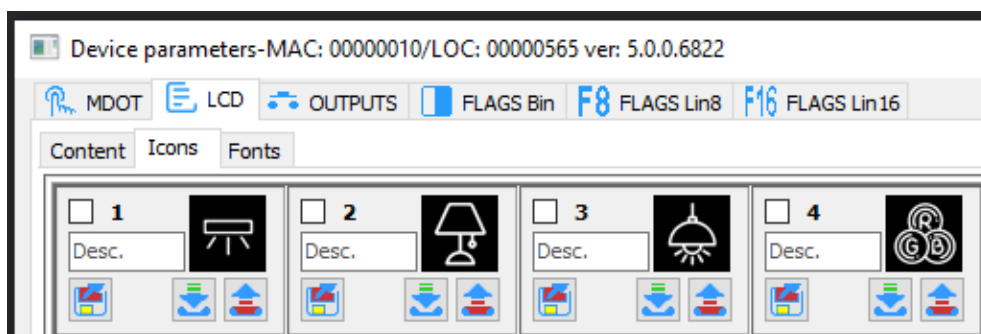 Device parameters-MAC: 00000010/LOC: 00000565 ver: 5.0.0.6822
MDOT LCD OUTPUTS FLAGS Bin F8 FLAGS Lin8 F16 FLAGS Lin16
Content Icons Fonts
1 2 3 4
R
G B
Desc. Desc. Desc. Desc.